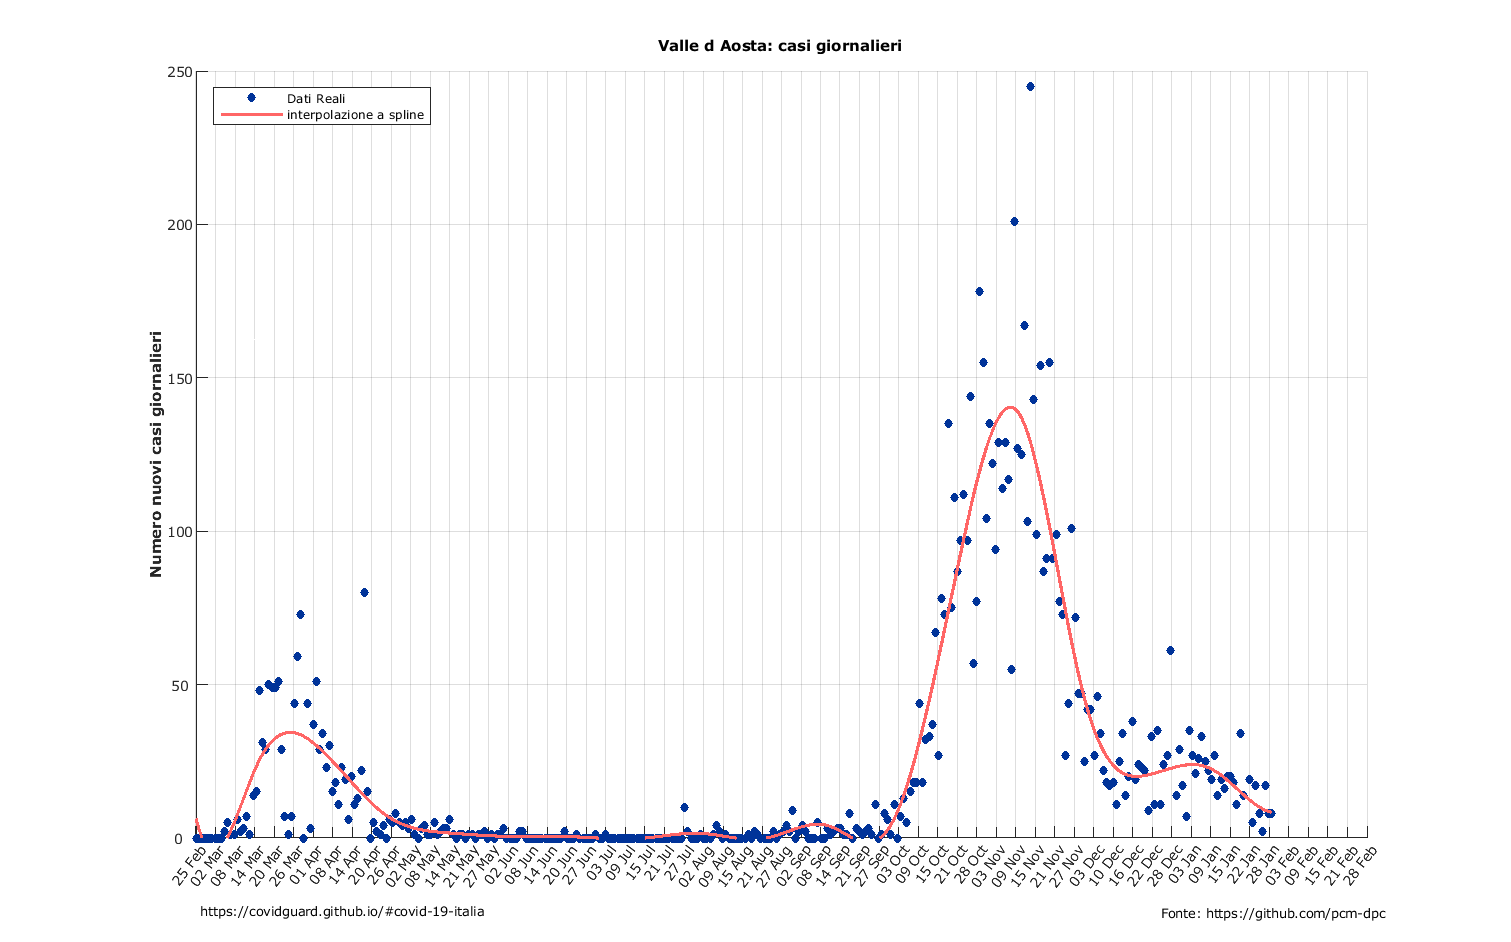 Valle d Aosta: casi giornalieri
250
200
150
100
50
0
Numero nuovi casi giornalieri
Dati Reali
interpolazione a spline
25 Feb
02 Mar
08 Mar
14 Mar
20 Mar
26 Mar
01 Apr
08 Apr
14 Apr
20 Apr
26 Apr
02 May
08 May
14 May
21 May
27 May
02 Jun
08 Jun
14 Jun
20 Jun
27 Jun
03 Jul
09 Jul
15 Jul
21 Jul
27 Jul
02 Aug
09 Aug
15 Aug
21 Aug
27 Aug
02 Sep
08 Sep
14 Sep
21 Sep
27 Sep
03 Oct
09 Oct
15 Oct
21 Oct
28 Oct
03 Nov
09 Nov
15 Nov
21 Nov
27 Nov
03 Dec
10 Dec
16 Dec
22 Dec
28 Dec
03 Jan
09 Jan
15 Jan
22 Jan
28 Jan
03 Feb
09 Feb
15 Feb
21 Feb
28 Feb
https://covidguard.github.io/#covid-19-italia
Fonte: https://github.com/pcm-dpc